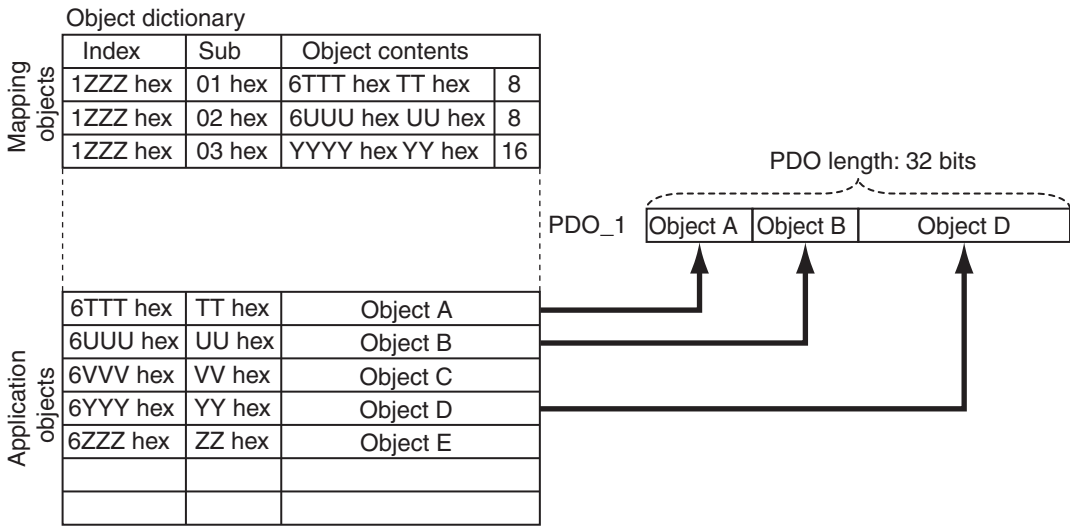 Object dictionary
Index Sub Object contents
1ZZZ hex 01 hex 6TTT hex TT hex 8
1ZZZ hex 02 hex 6UUU hex UU hex 8
1ZZZ hex 03 hex YYYY hex YY hex 16
Mapping
objects
PDO length: 32 bits
PDO_1 Object A Object B Object D
6TTT hex TT hex Object A
6UUU hex UU hex Object B
6VVV hex VV hex Object C
6YYY hex YY hex Object D
6ZZZ hex ZZ hex Object E
Application
objects